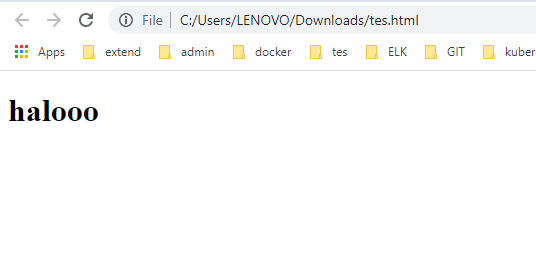 File C:/Users/LENOVO/Downloads/tes.html
Apps extend admin docker tes ELK GIT kuber
halooo